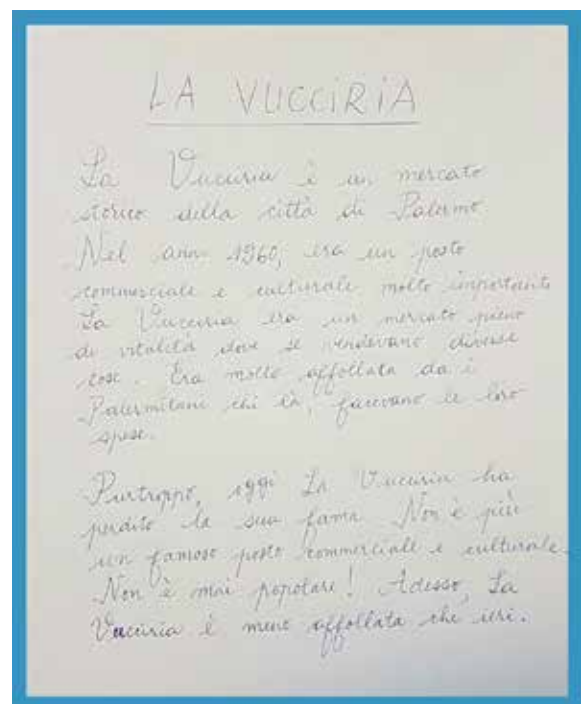 LA VUCCIRIA
La Vucciria è un mercato
storico della città di Palermo
Nel ann 1960, era un posto
commerciale e culturale molto importante
La Vucciria era un mercato pieno
di vitalità dove se vendevano diverse
cose. Era molto affollata da i
Palermitani chi là, facevano le loro
spese.
Purtroppo, oggi La Vucciria ha
perdito la sua fama. Non è più
un famoso posto commerciale e culturale.
Non è mai popolare! Adesso, La
Vucciria è meno affollata che ieri.